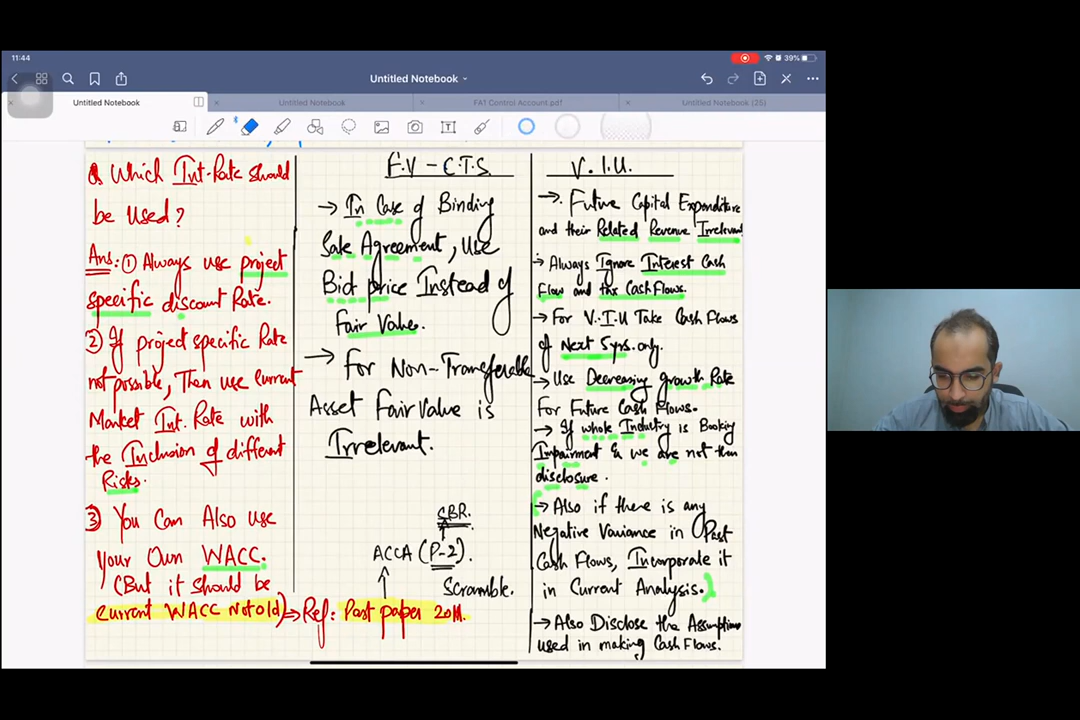 11:44
39%
Untitled Notebook
Untitled Notebook
Untitled Notebook
FA1 Control Account.pdf
Untitled Notebook (25)
Q Which Int. Rate should
be used?
Ans: ① Always use project
specific discount Rate.
② If project specific Rate
not possible, Then use Current
Market Int. Rate with
the Inclusion of different
Risks.
③ You Can Also use
your Own WACC.
(But it should be
Current WACC Not old) → Ref: Past paper 2011.
F.V - C.T.S.
→ In Case of Binding
Sale Agreement, Use
Bid price Instead of
Fair Value.
→ For Non-Transferable
Asset Fair Value is
Irrelevant.
CBR.
ACCA (P-2).
Scramble.
V.I.U.
→ Future Capital Expenditure
and their Related Revenue Irrelevant
→ Always Ignore Interest Cash
Flow and tax Cash Flows.
→ For V.I.U Take Cash Flows
of Next 5yrs. only.
→ Use Decreasing growth Rate
For Future Cash Flows.
→ If whole Industry is Booking
Impairment & we are not then
disclosure.
→ Also if there is any
Negative Variance in Past
Cash Flows, Incorporate it
in Current Analysis.
→ Also Disclose the Assumptions
used in making Cash Flows.